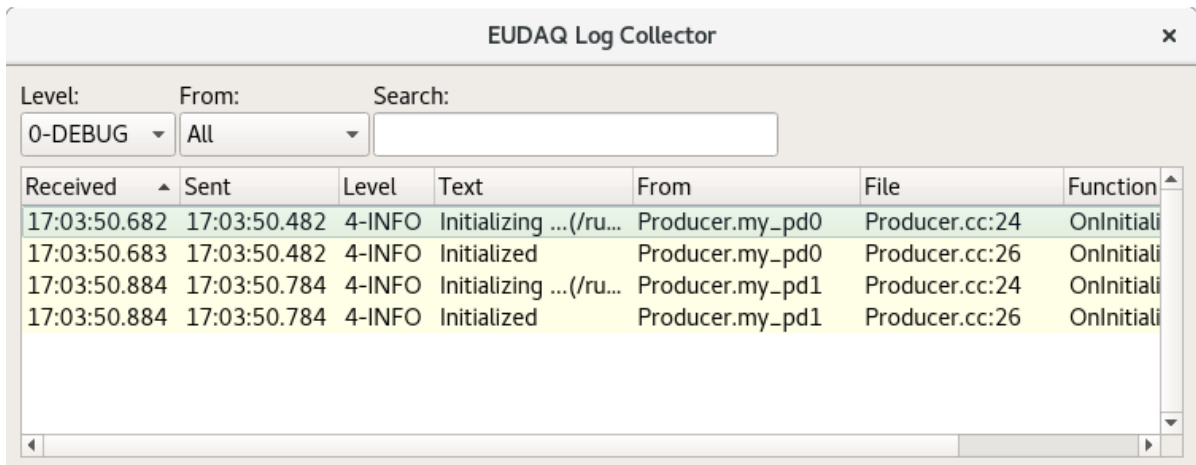 EUDAQ Log Collector ×
Level: From: Search:
0-DEBUG All
Received Sent Level Text From File Function
17:03:50.682 17:03:50.482 4-INFO Initializing ...(/ru... Producer.my_pd0 Producer.cc:24 OnInitiali
17:03:50.683 17:03:50.482 4-INFO Initialized Producer.my_pd0 Producer.cc:26 OnInitiali
17:03:50.884 17:03:50.784 4-INFO Initializing ...(/ru... Producer.my_pd1 Producer.cc:24 OnInitiali
17:03:50.884 17:03:50.784 4-INFO Initialized Producer.my_pd1 Producer.cc:26 OnInitiali